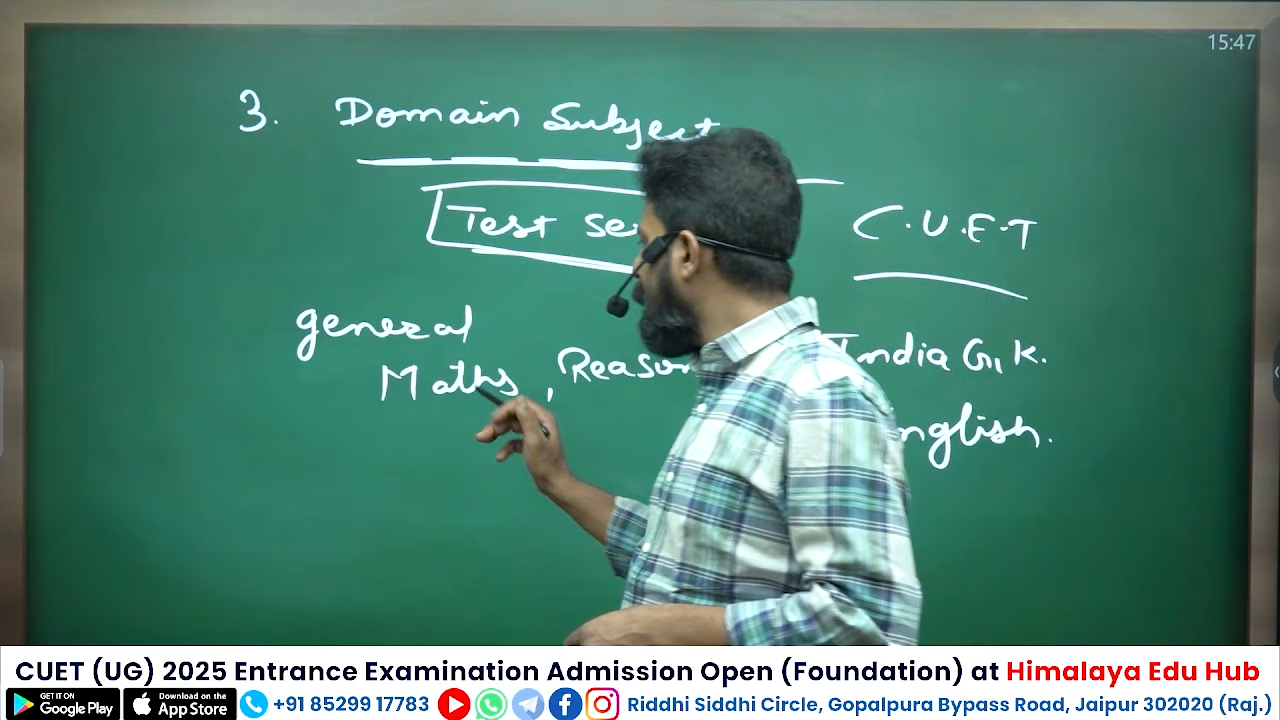 15:47
3. Domain Subject
Test Se
C.U.E.T
general
Maths, Reason
India G.K.
nglish.
CUET (UG) 2025 Entrance Examination Admission Open (Foundation) at Himalaya Edu Hub
GET IT ON
Google Play
Download on the
App Store
+91 85299 17783
Riddhi Siddhi Circle, Gopalpura Bypass Road, Jaipur 302020 (Raj.)